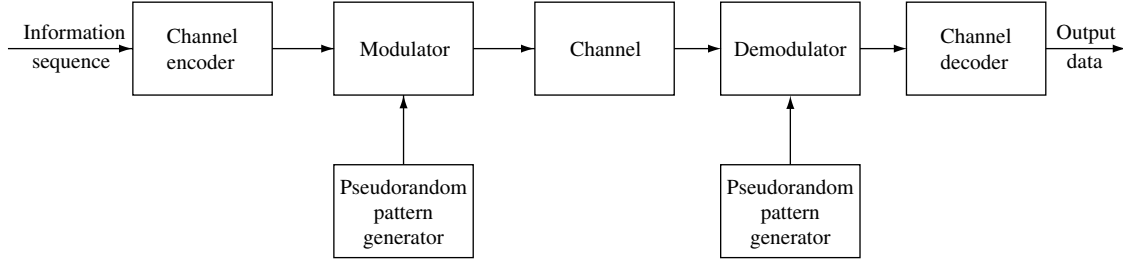 Information
sequence
Channel
encoder
Modulator
Channel
Demodulator
Channel
decoder
Output
data
Pseudorandom
pattern
generator
Pseudorandom
pattern
generator